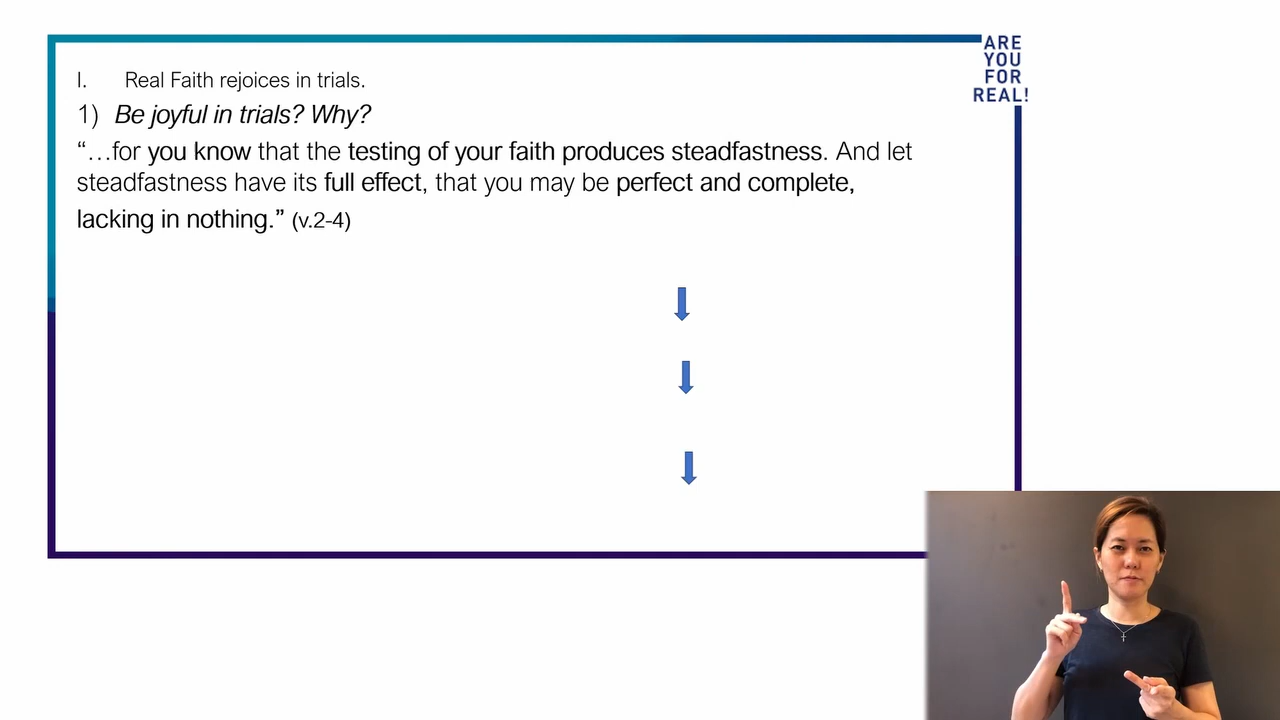 ARE
YOU
FOR
REAL!
I. Real Faith rejoices in trials.
1) Be joyful in trials? Why?
“…for you know that the testing of your faith produces steadfastness. And let
steadfastness have its full effect, that you may be perfect and complete,
lacking in nothing.” (v.2-4)